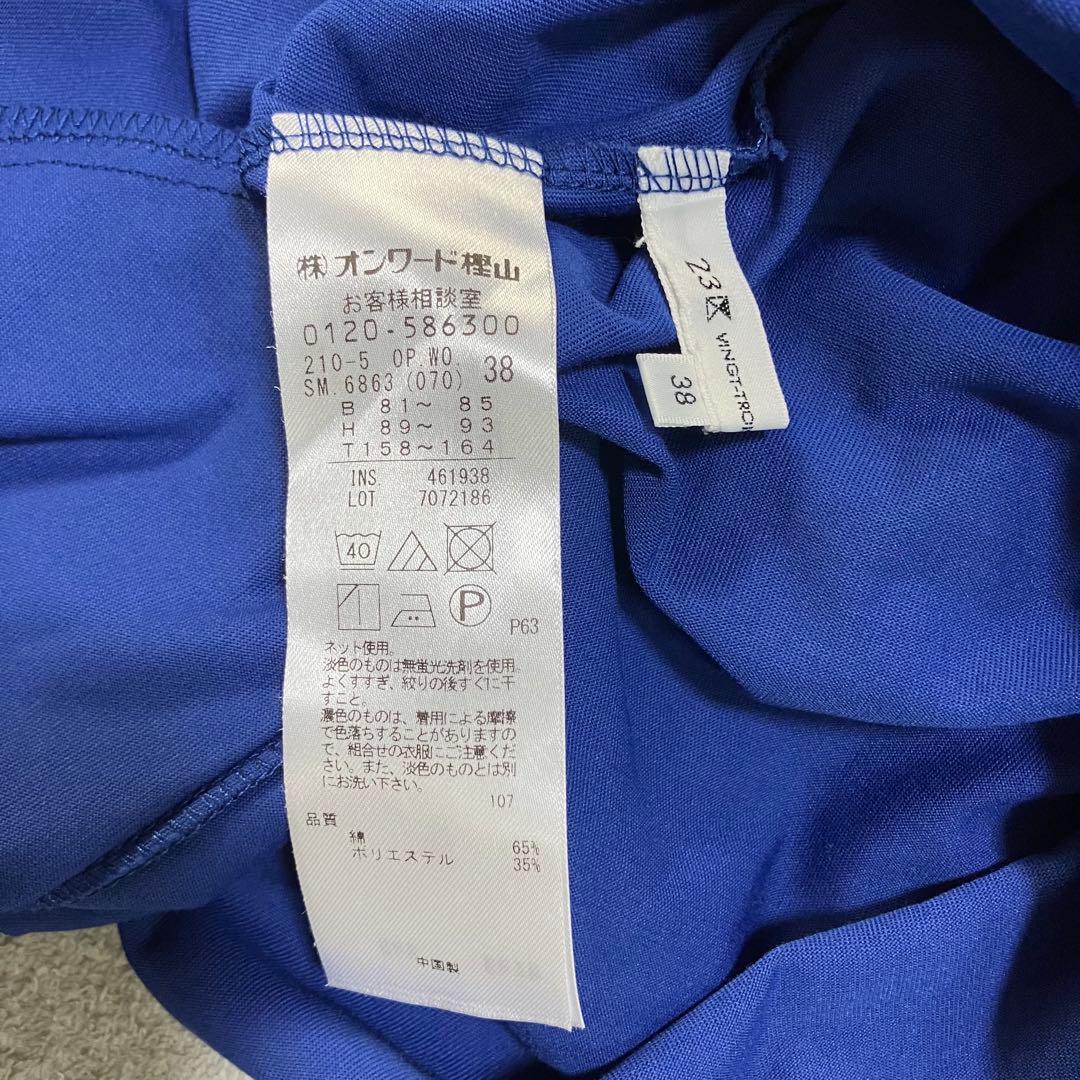 (株)オンワード樫山
お客様相談室
0120-586300
210-5 OP.WO. 38
SM.6863(070)
B 81～ 85
H 89～ 93
T158～164
INS. 461938
LOT 7072186
40
P
P63
ネット使用。
淡色のものは無蛍光洗剤を使用。
よくすすぎ、絞りの後すぐに干
すこと。
濃色のものは、着用による摩擦
で色落ちすることがありますの
で、組合せの衣服にご注意くだ
さい。また、淡色のものとは別
にお洗い下さい。
107
品質
綿 65%
ポリエステル 35%
中国製
23区 VINGT-TROI
38